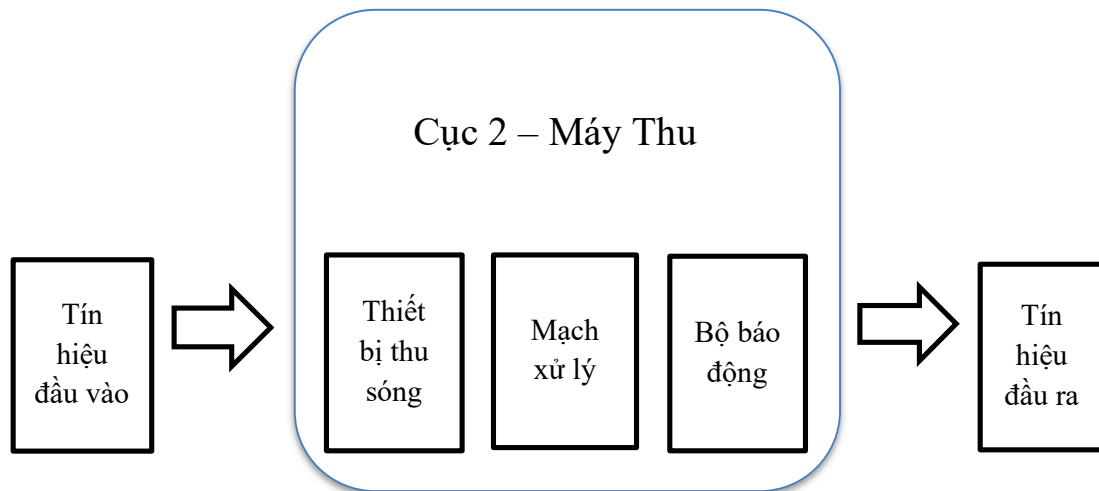 Cục 2 – Máy Thu
Tín
hiệu
đầu vào
Thiết
bị thu
sóng
Mạch
xử lý
Bộ báo
động
Tín
hiệu
đầu ra